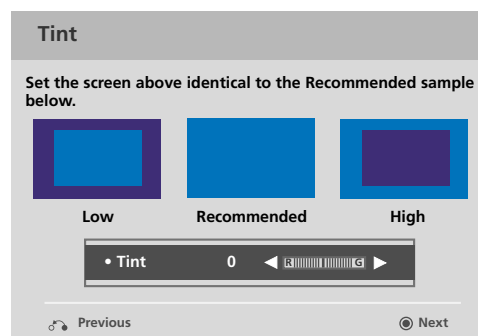 Tint
Set the screen above identical to the Recommended sample
below.
Low Recommended High
• Tint 0 ◀ R G ▶
Previous Next